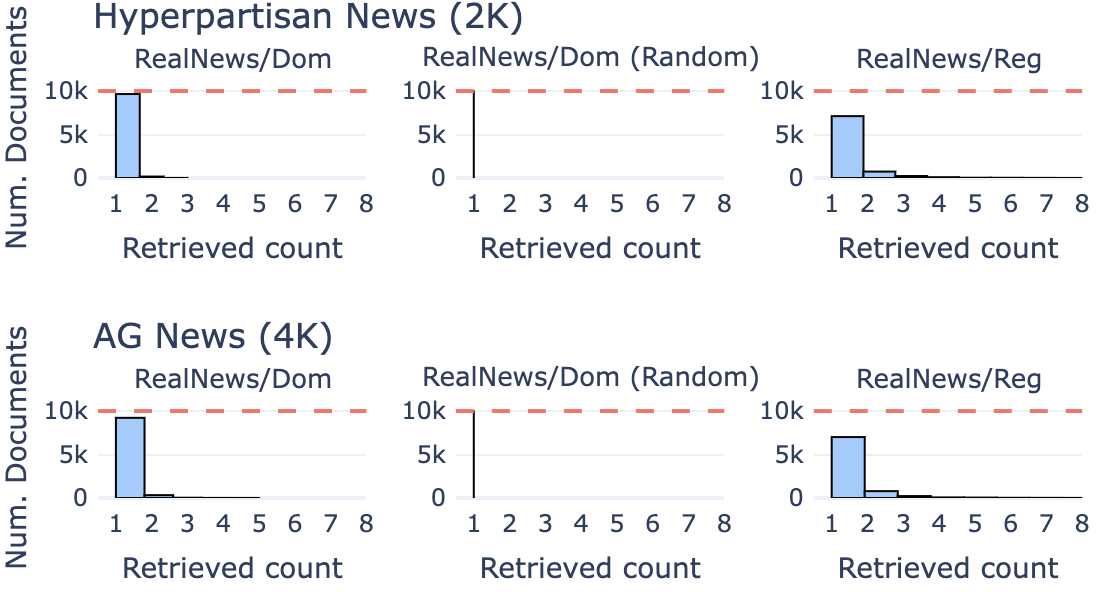 Hyperpartisan News (2K)
RealNews/Dom
RealNews/Dom (Random)
RealNews/Reg
Num. Documents
10k
5k
0
1 2 3 4 5 6 7 8
Retrieved count
10k
5k
0
1 2 3 4 5 6 7 8
Retrieved count
10k
5k
0
1 2 3 4 5 6 7 8
Retrieved count
AG News (4K)
RealNews/Dom
RealNews/Dom (Random)
RealNews/Reg
Num. Documents
10k
5k
0
1 2 3 4 5 6 7 8
Retrieved count
10k
5k
0
1 2 3 4 5 6 7 8
Retrieved count
10k
5k
0
1 2 3 4 5 6 7 8
Retrieved count